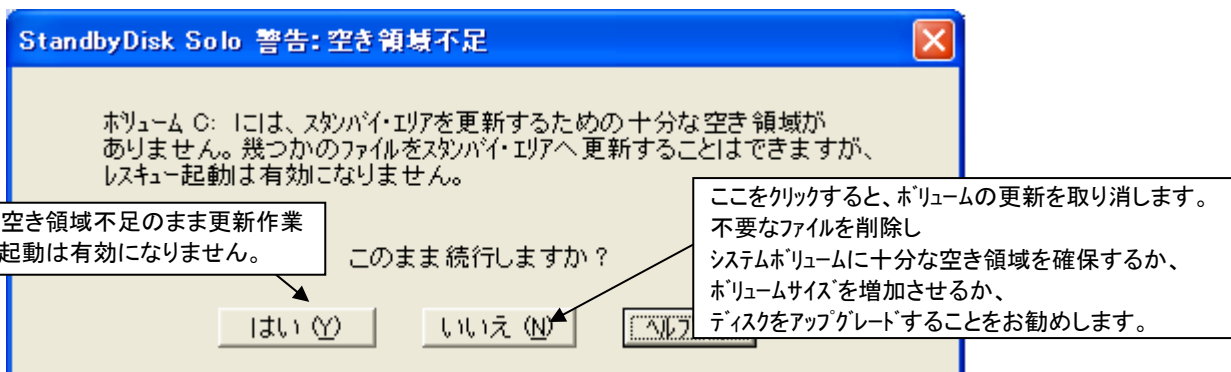 StandbyDisk Solo 警告: 空き領域不足
ボリューム C: には、スタンバイ・エリアを更新するための十分な空き領域が
ありません。幾つかのファイルをスタンバイ・エリアへ更新することはできますが、
レスキュー起動は有効になりません。
空き領域不足のまま更新作業
起動は有効になりません。
このまま続行しますか？
ここをクリックすると、ボリュームの更新を取り消します。
不要なファイルを削除し
システムボリュームに十分な空き領域を確保するか、
ボリュームサイズを増加させるか、
ディスクをアップグレードすることをお勧めします。
はい (Y)
いいえ (N)
ヘルプ